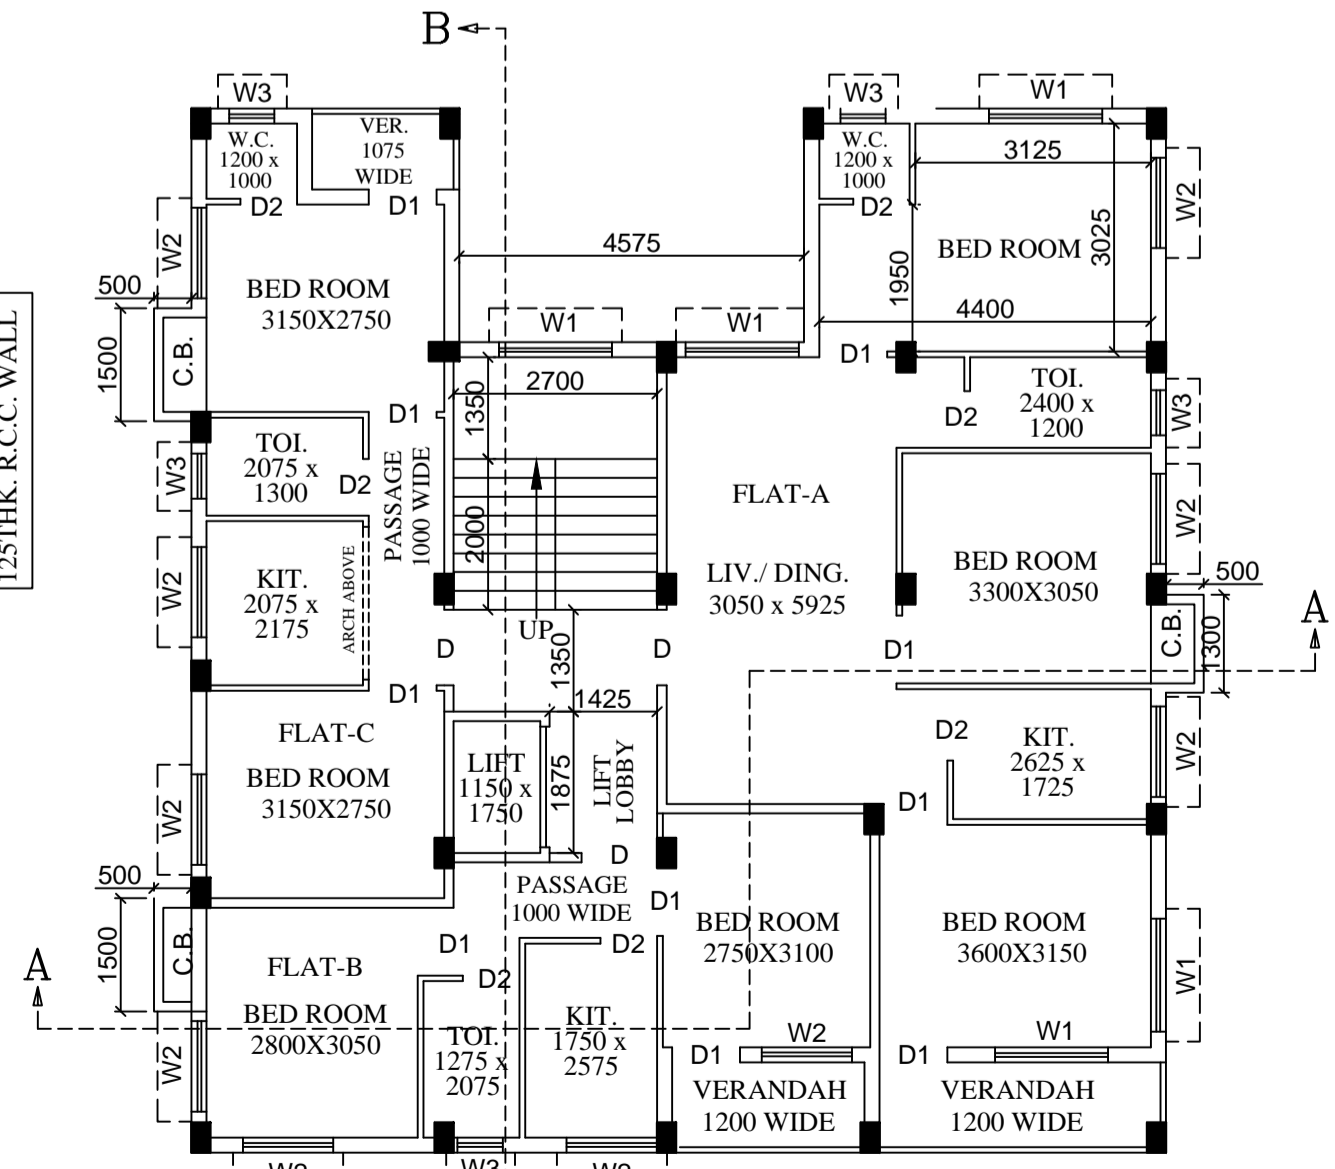 B
W3
W3
W1
VER.
1075
WIDE
W.C.
1200 x
1000
W.C.
1200 x
1000
3125
D2
D1
D2
W2
W2
4575
BED ROOM
3025
1950
500
BED ROOM
3150X2750
4400
W1
W1
125THK. R.C.C. WALL
1500
C.B.
D1
2700
1350
TOI.
2400 x
1200
W3
D1
D2
TOI.
2075 x
1300
W3
D2
PASSAGE
1000 WIDE
FLAT-A
W2
2000
BED ROOM
3300X3050
500
KIT.
2075 x
2175
W2
ARCH ABOVE
LIV./ DING.
3050 x 5925
UP
C.B.
1300
A
D
D
D1
1350
D1
1425
FLAT-C
BED ROOM
3150X2750
W2
LIFT
1150 x
1750
1875
LIFT
LOBBY
D2
KIT.
2625 x
1725
W2
D1
D
500
PASSAGE
1000 WIDE
D1
BED ROOM
2750X3100
BED ROOM
3600X3150
W1
1500
C.B.
D1
D2
FLAT-B
D2
A
BED ROOM
2800X3050
TOI.
1275 x
2075
KIT.
1750 x
2575
W2
W2
W1
D1
D1
VERANDAH
1200 WIDE
VERANDAH
1200 WIDE
W2
W3
W2